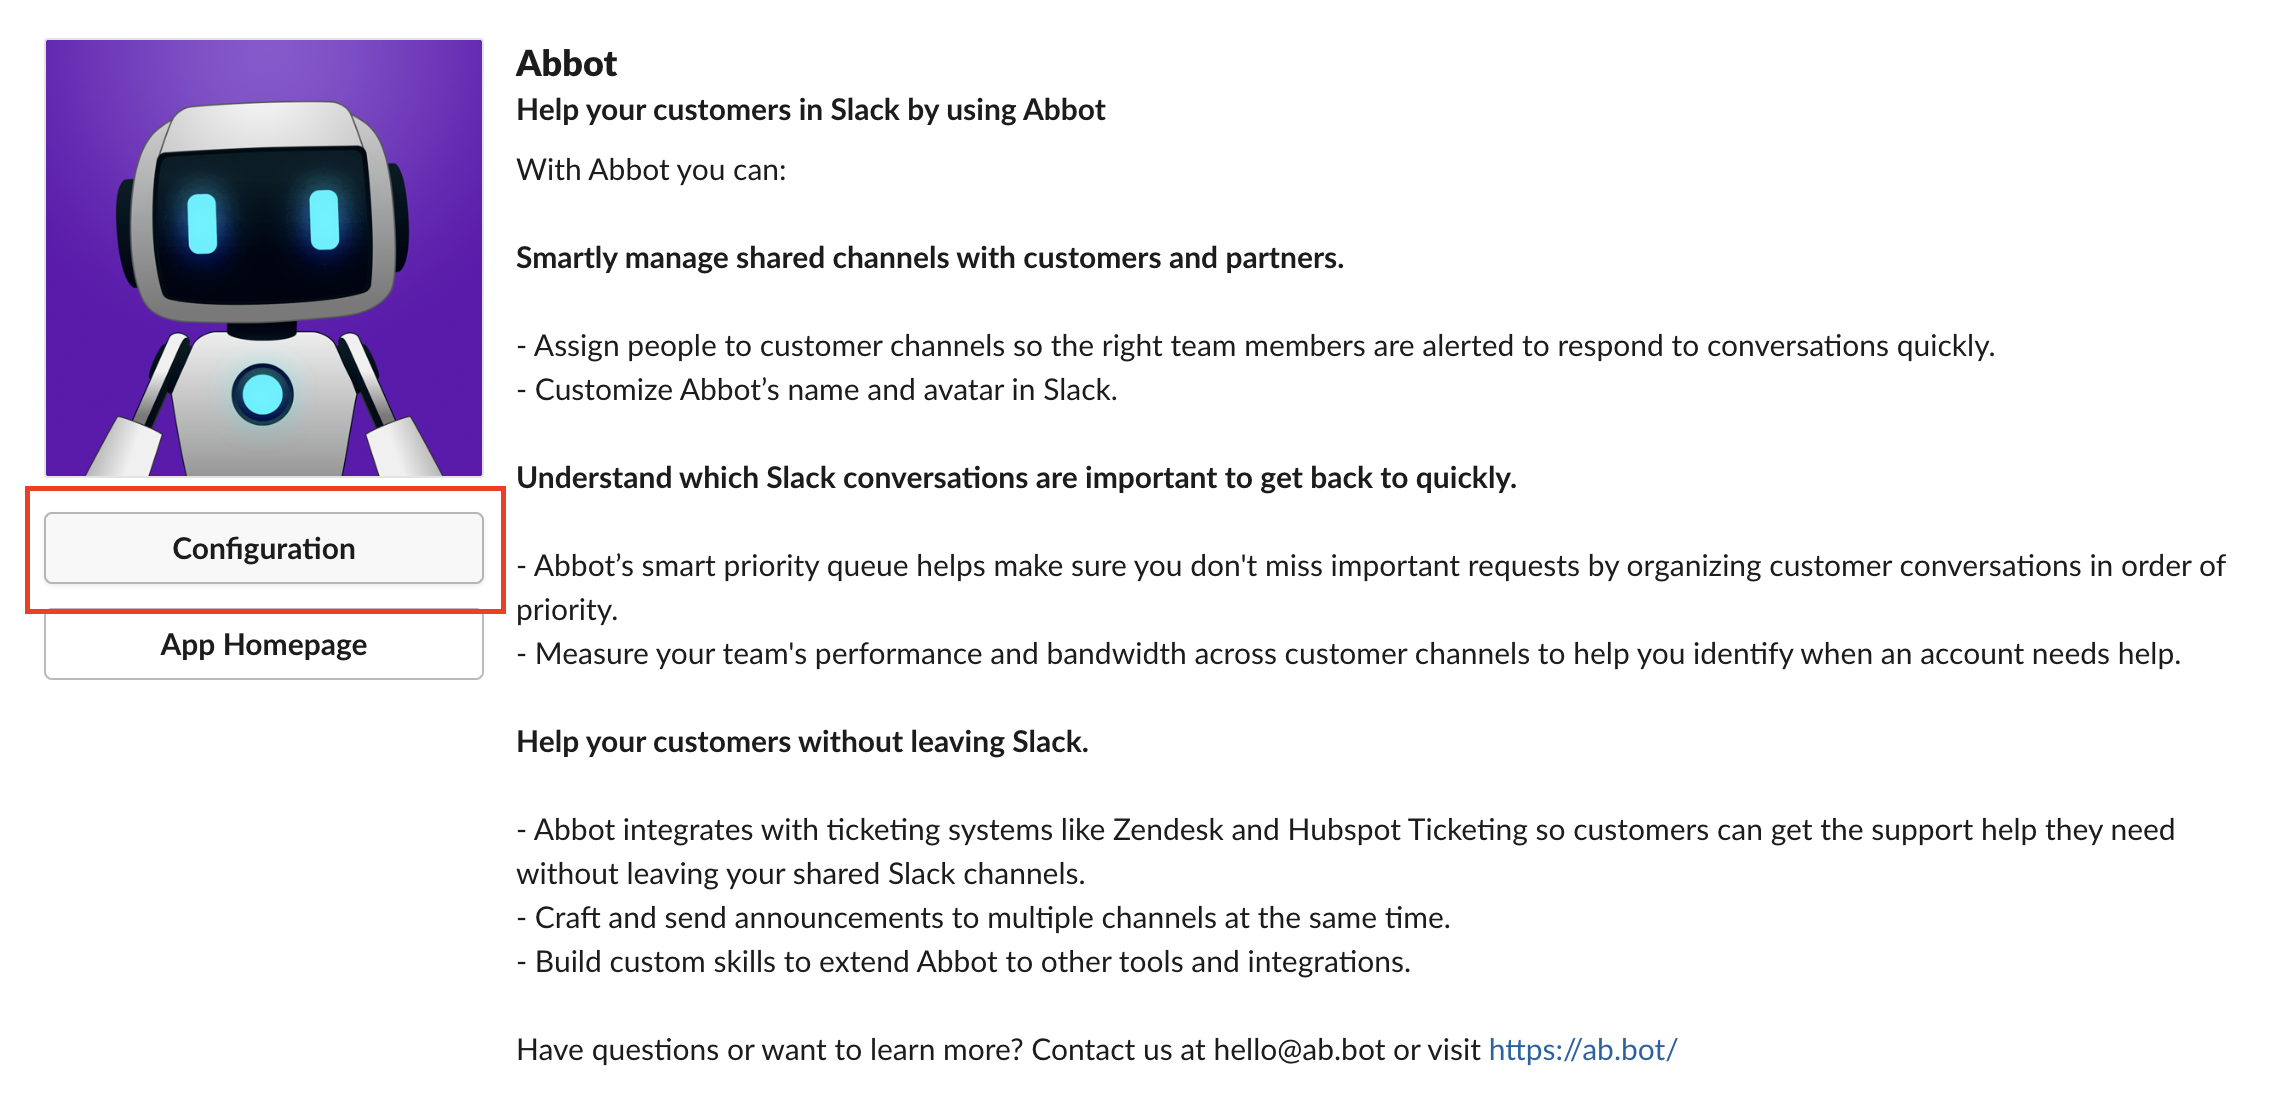 Abbot
Help your customers in Slack by using Abbot
With Abbot you can:
Smartly manage shared channels with customers and partners.
- Assign people to customer channels so the right team members are alerted to respond to conversations quickly.
- Customize Abbot’s name and avatar in Slack.
Understand which Slack conversations are important to get back to quickly.
- Abbot’s smart priority queue helps make sure you don't miss important requests by organizing customer conversations in order of
priority.
- Measure your team's performance and bandwidth across customer channels to help you identify when an account needs help.
Help your customers without leaving Slack.
- Abbot integrates with ticketing systems like Zendesk and Hubspot Ticketing so customers can get the support help they need
without leaving your shared Slack channels.
- Craft and send announcements to multiple channels at the same time.
- Build custom skills to extend Abbot to other tools and integrations.
Have questions or want to learn more? Contact us at hello@ab.bot or visit https://ab.bot/
Configuration
App Homepage